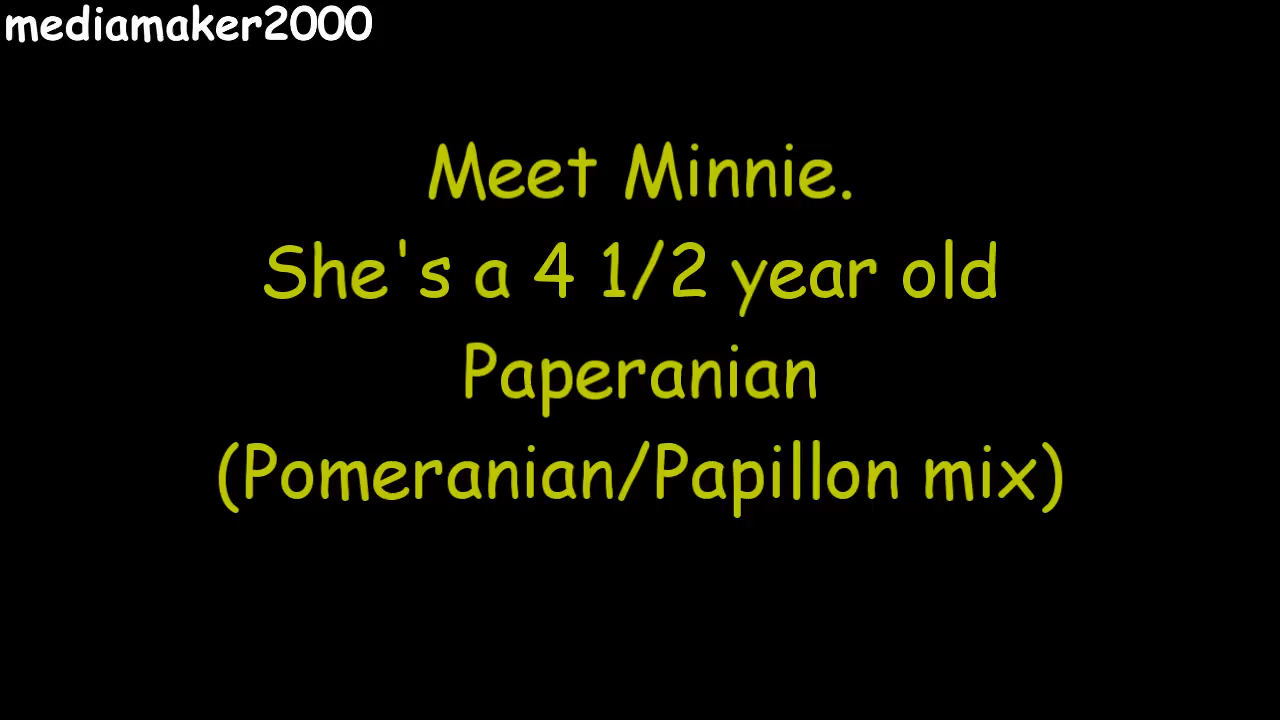 mediamaker2000
Meet Minnie.
She's a 4 1/2 year old
Paperanian
(Pomeranian/Papillon mix)